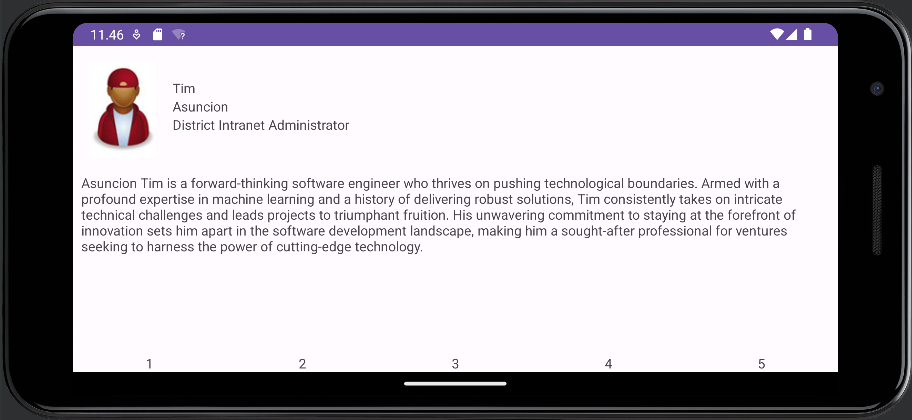 11.46
Tim
Asuncion
District Intranet Administrator
Asuncion Tim is a forward-thinking software engineer who thrives on pushing technological boundaries. Armed with a
profound expertise in machine learning and a history of delivering robust solutions, Tim consistently takes on intricate
technical challenges and leads projects to triumphant fruition. His unwavering commitment to staying at the forefront of
innovation sets him apart in the software development landscape, making him a sought-after professional for ventures
seeking to harness the power of cutting-edge technology.
1 2 3 4 5